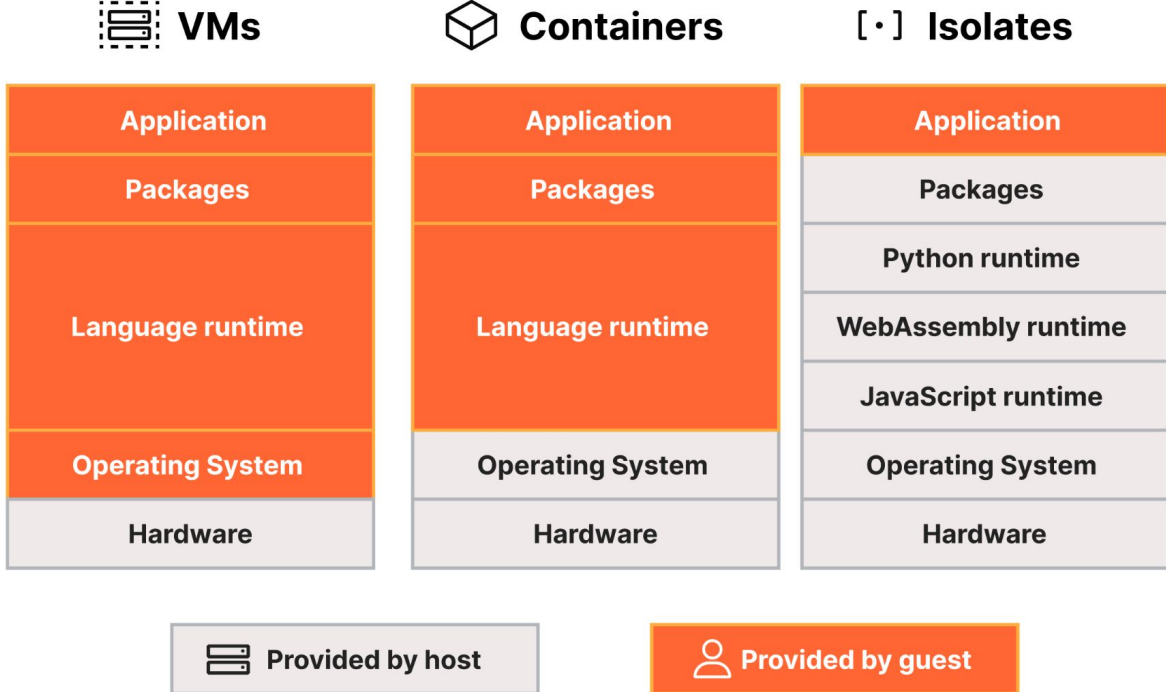 VMs
Containers
[·] Isolates
Application
Packages
Language runtime
Operating System
Hardware
Application
Packages
Language runtime
Operating System
Hardware
Application
Packages
Python runtime
WebAssembly runtime
JavaScript runtime
Operating System
Hardware
Provided by host
Provided by guest